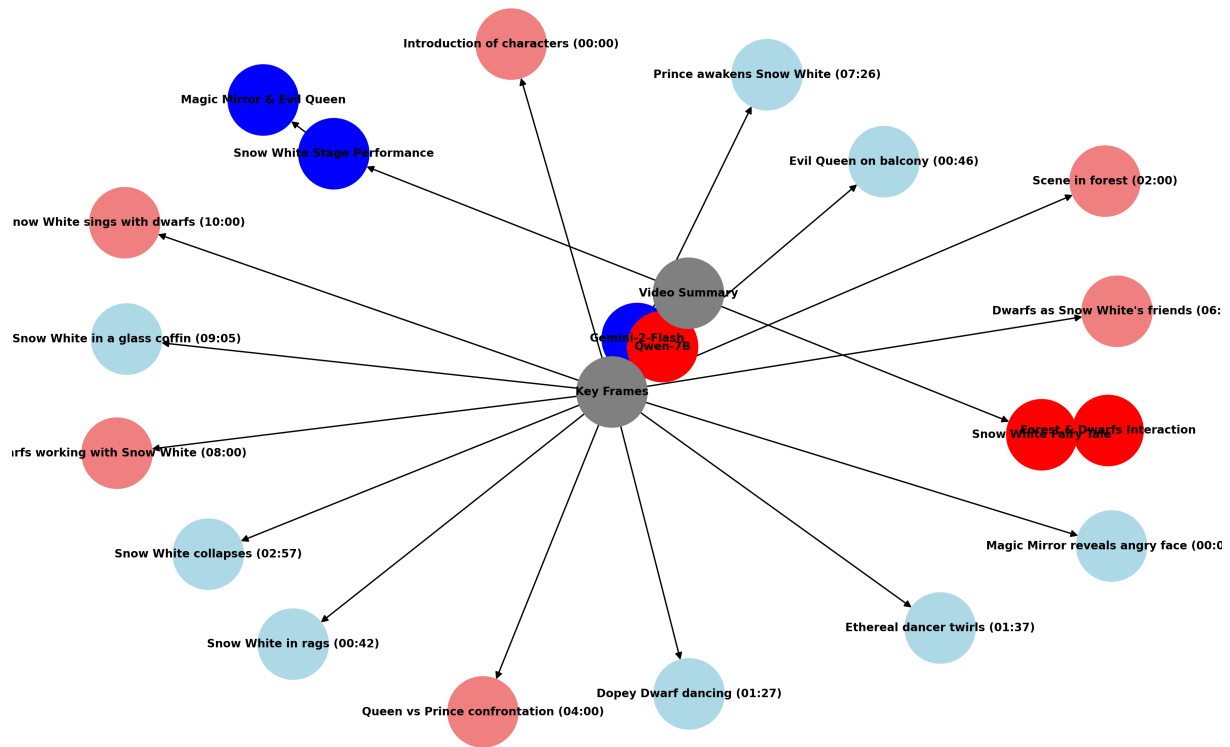 Introduction of characters (00:00)
Prince awakens Snow White (07:26)
Magic Mirror & Evil Queen
Snow White Stage Performance
Evil Queen on balcony (00:46)
Scene in forest (02:00)
now White sings with dwarfs (10:00)
Video Summary
Dwarfs as Snow White's friends (06:
Snow White in a glass coffin (09:05)
Gemini-2-Flash
Qwen-7B
Key Frames
Forest & Dwarfs Interaction
Snow White Fairy Tale
rfs working with Snow White (08:00)
Magic Mirror reveals angry face (00:0
Snow White collapses (02:57)
Ethereal dancer twirls (01:37)
Snow White in rags (00:42)
Dopey Dwarf dancing (01:27)
Queen vs Prince confrontation (04:00)